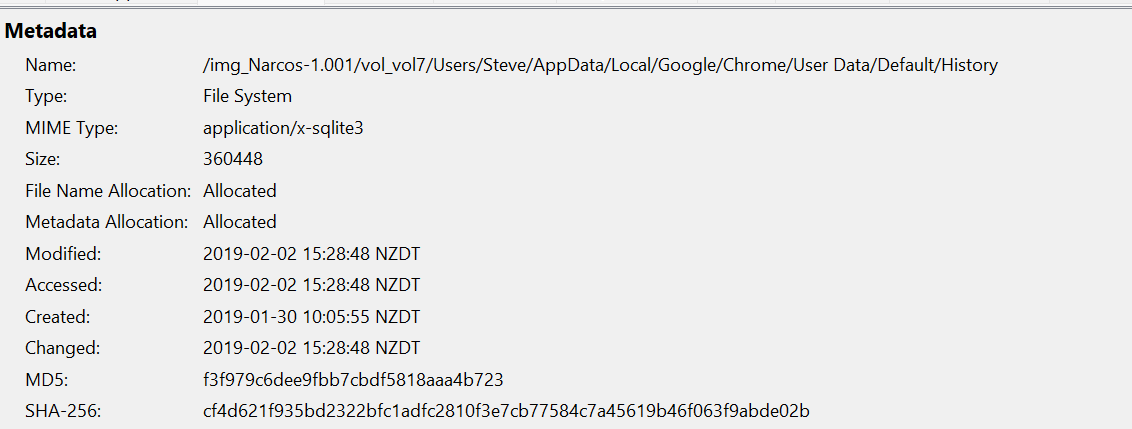 Metadata
Name: /img_Narcos-1.001/vol_vol7/Users/Steve/AppData/Local/Google/Chrome/User Data/Default/History
Type: File System
MIME Type: application/x-sqlite3
Size: 360448
File Name Allocation: Allocated
Metadata Allocation: Allocated
Modified: 2019-02-02 15:28:48 NZDT
Accessed: 2019-02-02 15:28:48 NZDT
Created: 2019-01-30 10:05:55 NZDT
Changed: 2019-02-02 15:28:48 NZDT
MD5: f3f979c6dee9fbb7cbdf5818aaa4b723
SHA-256: cf4d621f935bd2322bfc1adfc2810f3e7cb77584c7a45619b46f063f9abde02b